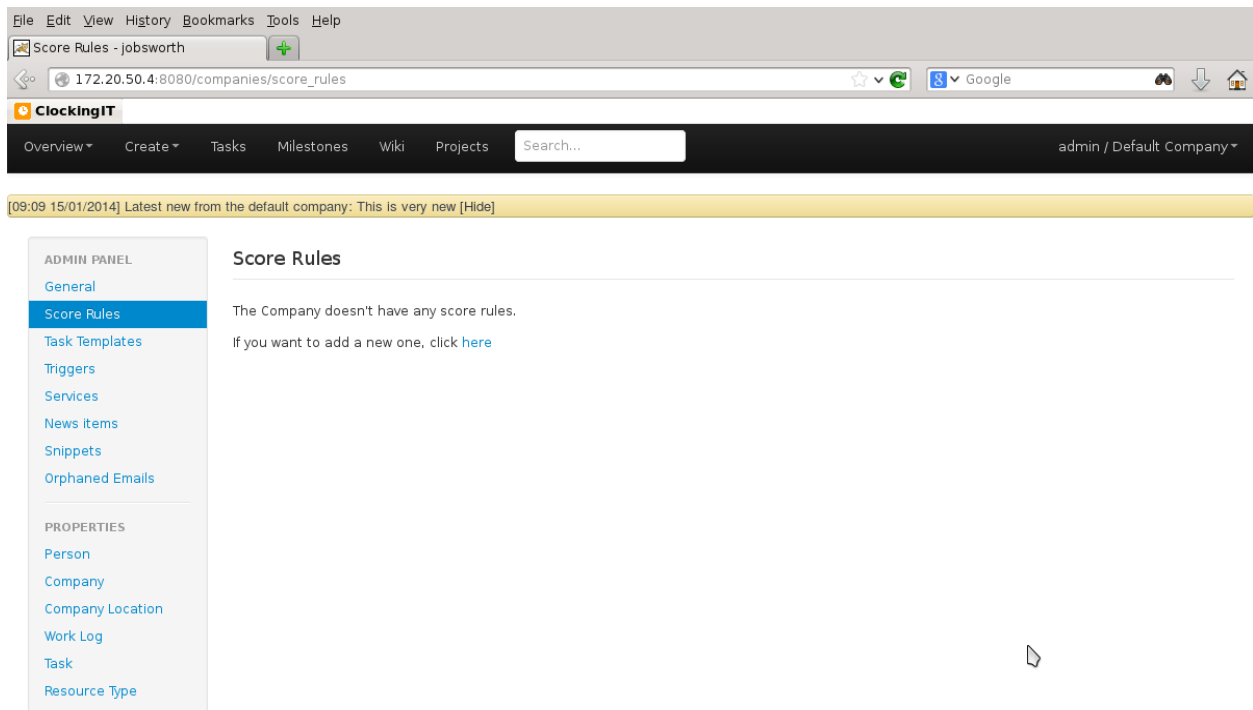 File Edit View History Bookmarks Tools Help
Score Rules - jobsworth
172.20.50.4:8080/companies/score_rules
8 Google
ClockingIT
Overview Create Tasks Milestones Wiki Projects Search... admin / Default Company
[09:09 15/01/2014] Latest new from the default company: This is very new [Hide]
ADMIN PANEL
General
Score Rules
Task Templates
Triggers
Services
News items
Snippets
Orphaned Emails
PROPERTIES
Person
Company
Company Location
Work Log
Task
Resource Type
Score Rules
The Company doesn't have any score rules.
If you want to add a new one, click here